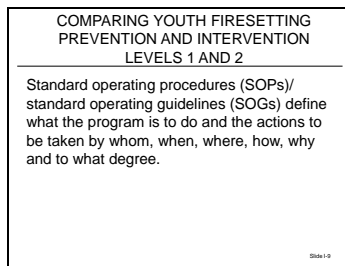 COMPARING YOUTH FIRESETTING
PREVENTION AND INTERVENTION
LEVELS 1 AND 2
Standard operating procedures (SOPs)/
standard operating guidelines (SOGs) define
what the program is to do and the actions to
be taken by whom, when, where, how, why
and to what degree.
Slide I-9